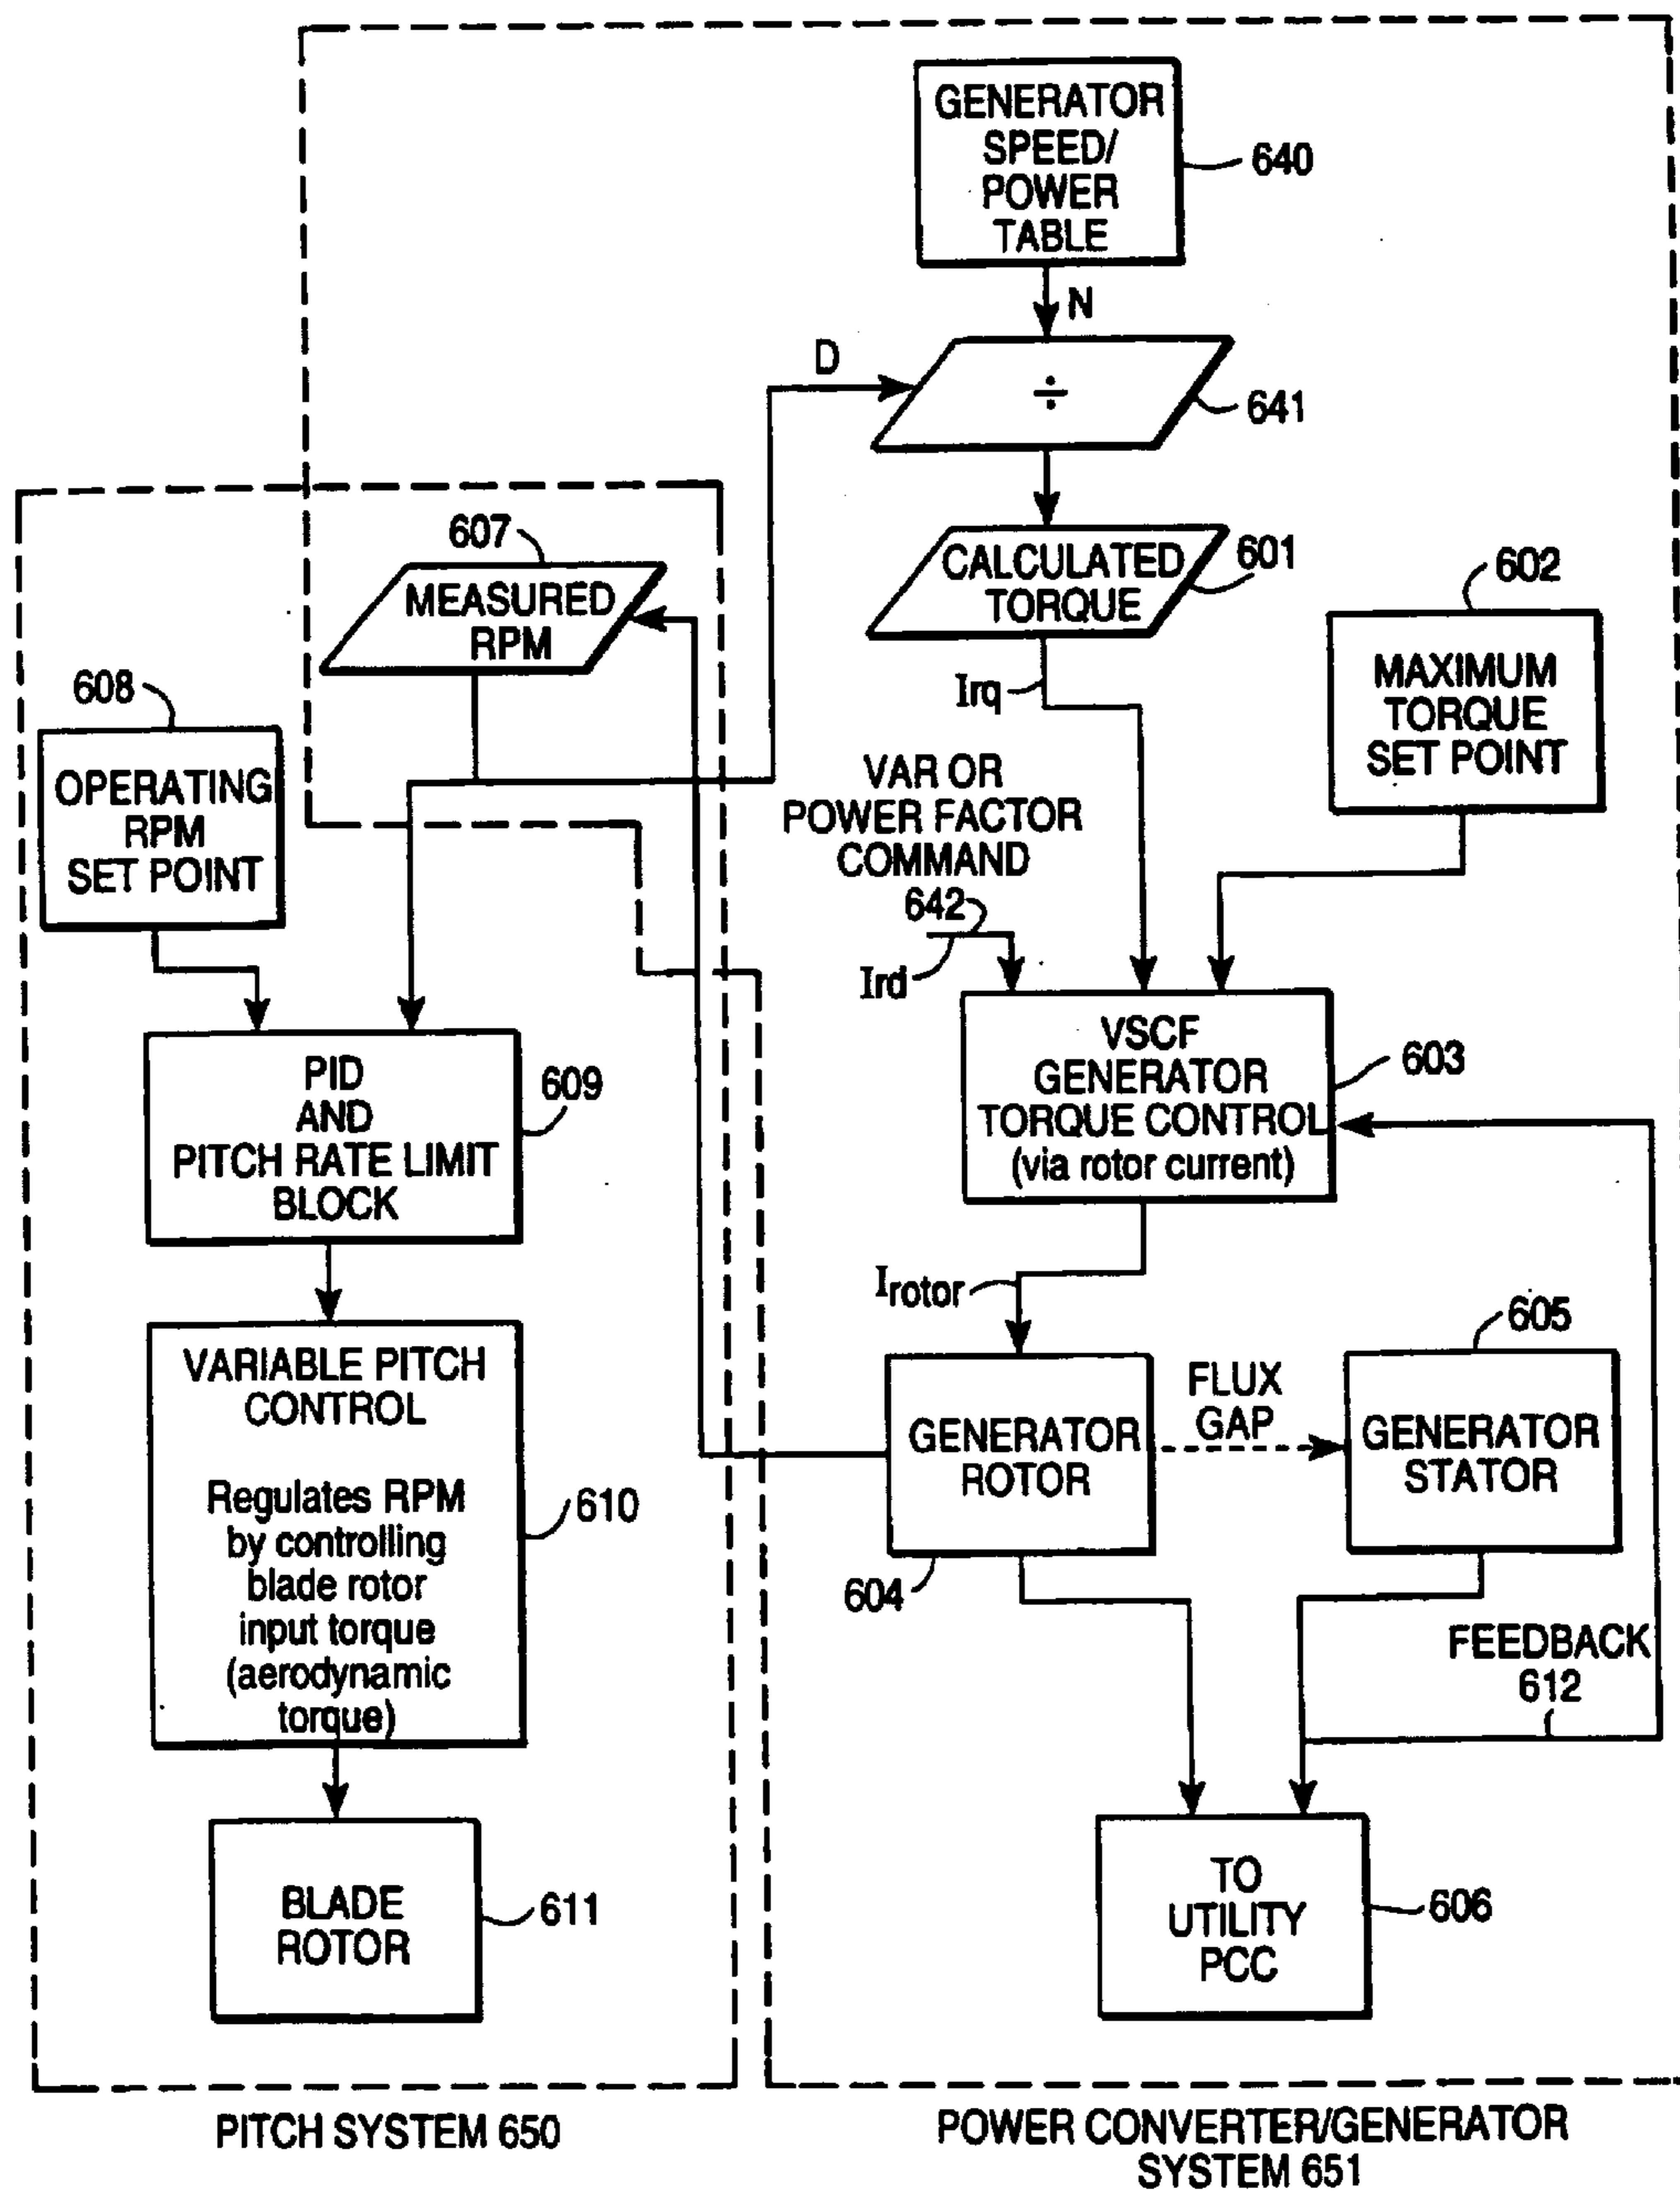 GENERATOR
SPEED/
POWER
TABLE
640
N
D
÷
641
607
MEASURED
RPM
CALCULATED
TORQUE
601
602
MAXIMUM
TORQUE
SET POINT
608
OPERATING
RPM
SET POINT
Irq
VAR OR
POWER FACTOR
COMMAND
642
Ird
PID
AND
PITCH RATE LIMIT
BLOCK
609
VSCF
GENERATOR
TORQUE CONTROL
(via rotor current)
603
Irotor
VARIABLE PITCH
CONTROL
Regulates RPM
by controlling
blade rotor
input torque
(aerodynamic
torque)
610
GENERATOR
ROTOR
604
FLUX
GAP
605
GENERATOR
STATOR
FEEDBACK
612
BLADE
ROTOR
611
TO
UTILITY
PCC
606
PITCH SYSTEM 650
POWER CONVERTER/GENERATOR
SYSTEM 651